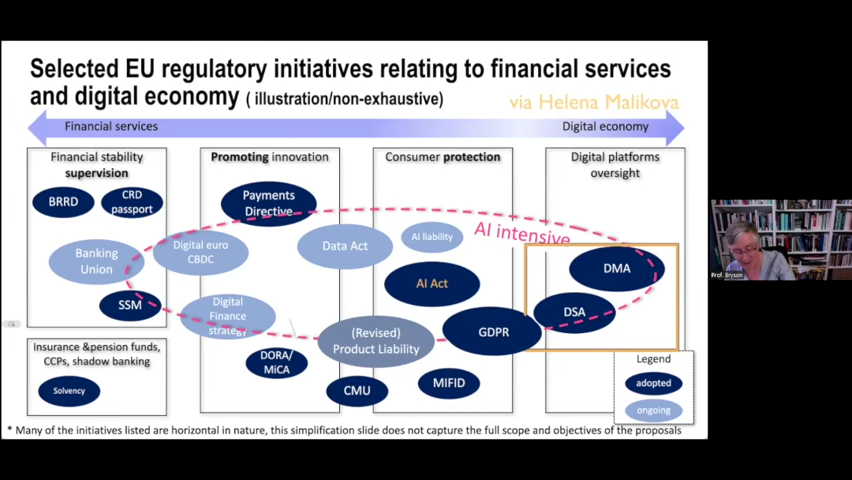 Selected EU regulatory initiatives relating to financial services
and digital economy ( illustration/non-exhaustive)
via Helena Malikova
Financial services
Digital economy
Financial stability
supervision
Promoting innovation
Consumer protection
Digital platforms
oversight
BRRD
CRD
passport
Payments
Directive
Banking
Union
Digital euro
CBDC
Data Act
AI liability
AI intensive
DMA
AI Act
SSM
Digital
Finance
strategy
(Revised)
Product Liability
GDPR
DSA
Insurance &pension funds,
CCPs, shadow banking
Solvency
DORA/
MiCA
CMU
MIFID
Legend
adopted
ongoing
* Many of the initiatives listed are horizontal in nature, this simplification slide does not capture the full scope and objectives of the proposals
Prof. Bryson